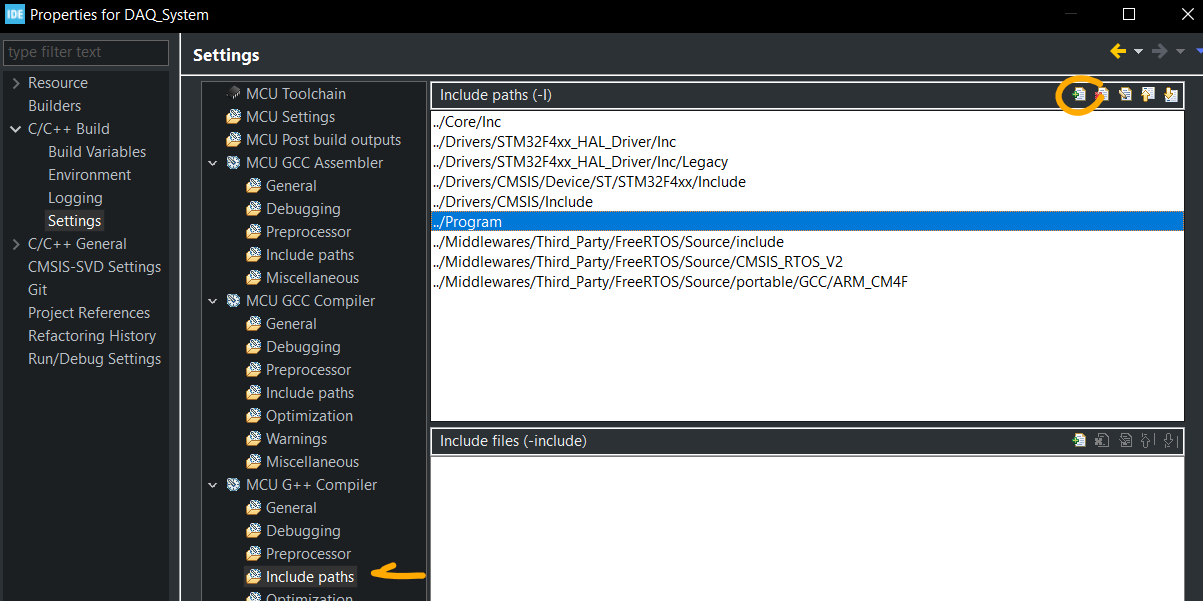 IDE Properties for DAQ_System
type filter text
Resource
Builders
C/C++ Build
Build Variables
Environment
Logging
Settings
C/C++ General
CMSIS-SVD Settings
Git
Project References
Refactoring History
Run/Debug Settings
Settings
MCU Toolchain
MCU Settings
MCU Post build outputs
MCU GCC Assembler
General
Debugging
Preprocessor
Include paths
Miscellaneous
MCU GCC Compiler
General
Debugging
Preprocessor
Include paths
Optimization
Warnings
Miscellaneous
MCU G++ Compiler
General
Debugging
Preprocessor
Include paths
Optimization
Include paths (-I)
../Core/Inc
../Drivers/STM32F4xx_HAL_Driver/Inc
../Drivers/STM32F4xx_HAL_Driver/Inc/Legacy
../Drivers/CMSIS/Device/ST/STM32F4xx/Include
../Drivers/CMSIS/Include
../Program
../Middlewares/Third_Party/FreeRTOS/Source/include
../Middlewares/Third_Party/FreeRTOS/Source/CMSIS_RTOS_V2
../Middlewares/Third_Party/FreeRTOS/Source/portable/GCC/ARM_CM4F
Include files (-include)